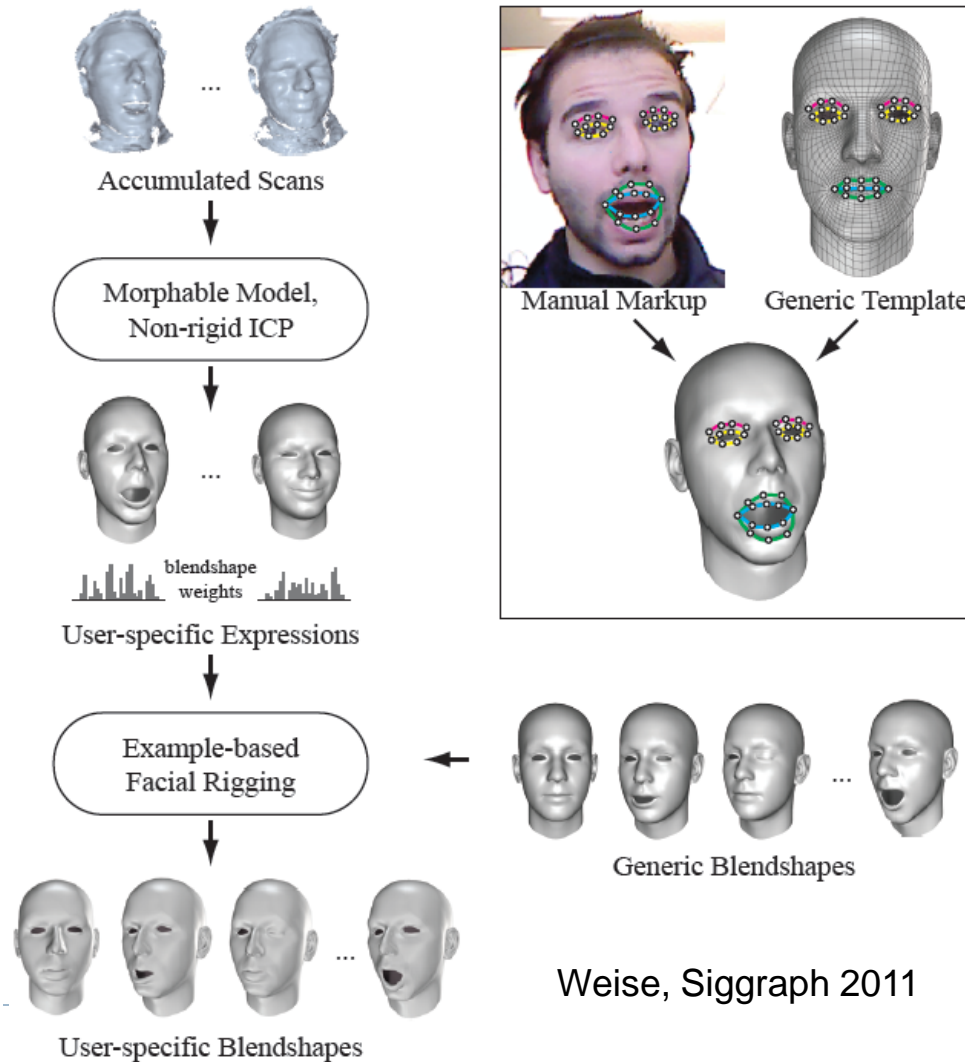 ...
Accumulated Scans
Morphable Model,
Non-rigid ICP
...
blendshape
weights
User-specific Expressions
Example-based
Facial Rigging
...
User-specific Blendshapes
Manual Markup
Generic Template
...
Generic Blendshapes
Weise, Siggraph 2011